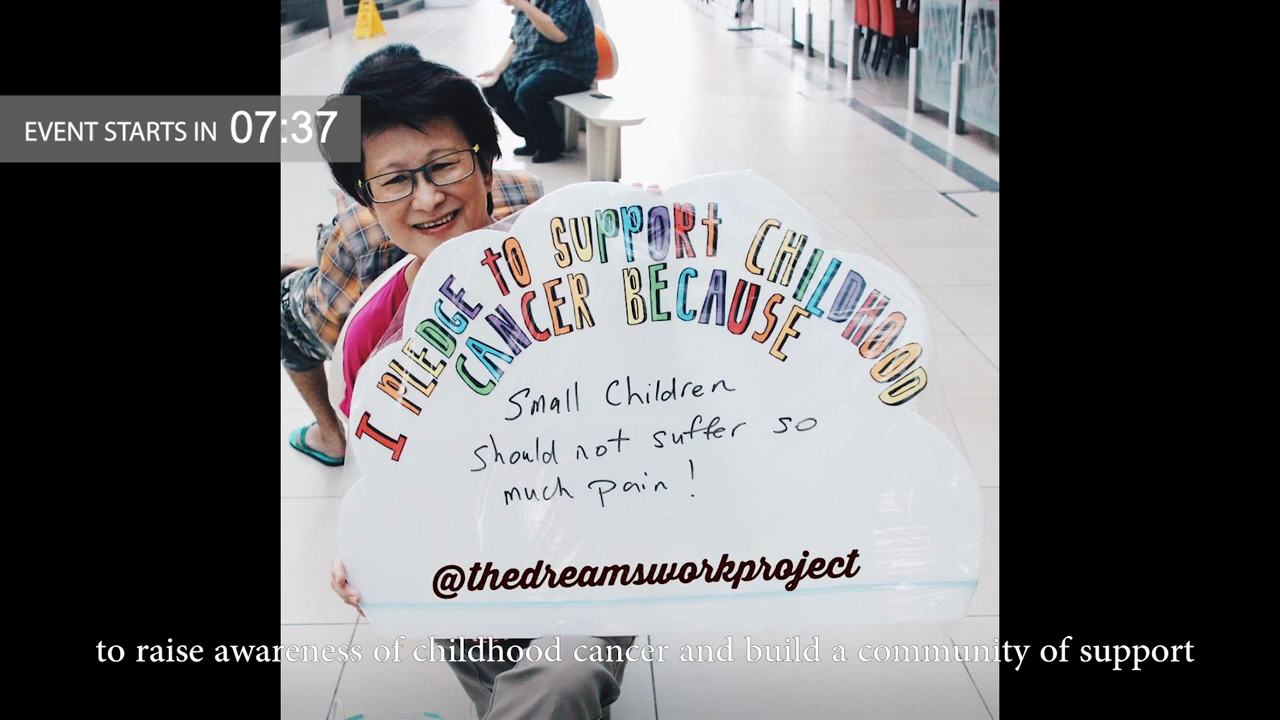 EVENT STARTS IN 07:37
I PLEDGE to SUPPORt CHILDHOOD
CANCER BECAUSE
Small Children
should not suffer so
much pain !
@thedreamsworkproject
to raise awareness of childhood cancer and build a community of support